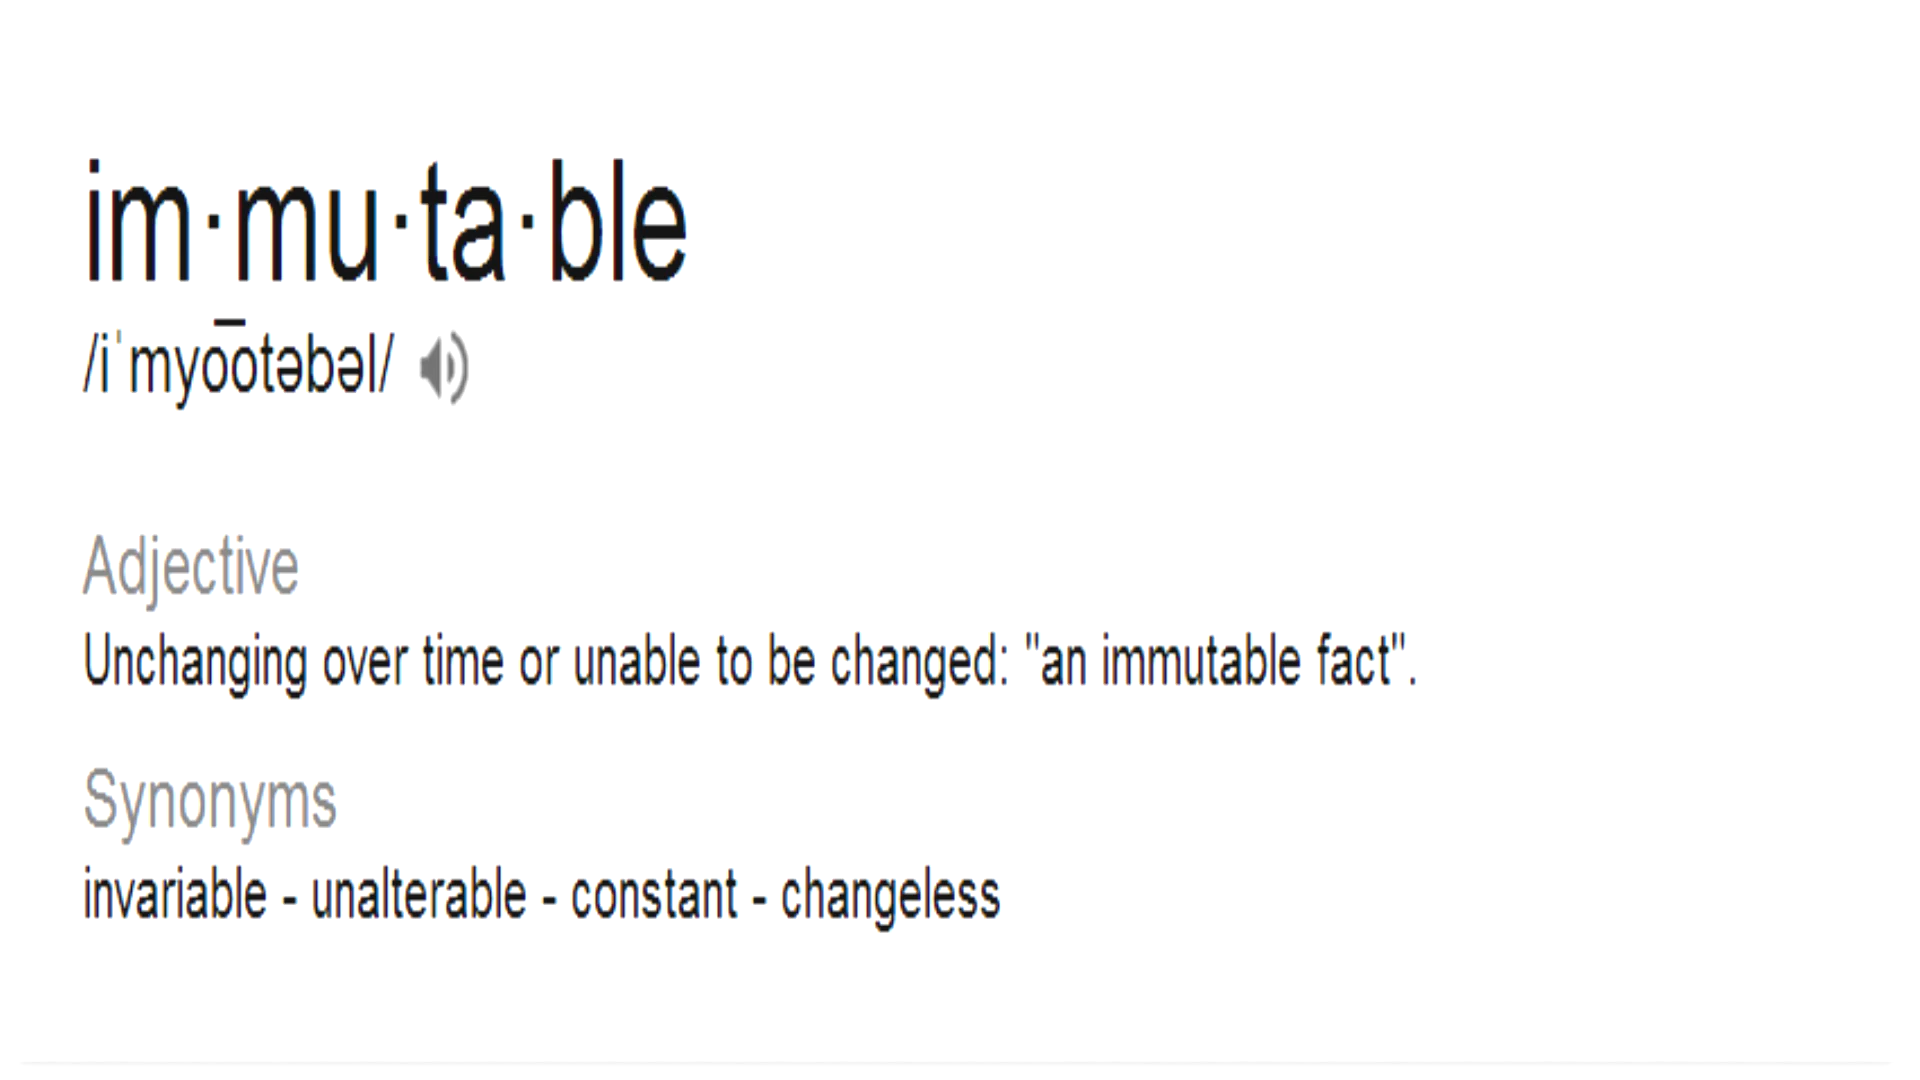 im·mu·ta·ble
/iˈmyo͞otəbəl/
Adjective
Unchanging over time or unable to be changed: "an immutable fact".
Synonyms
invariable - unalterable - constant - changeless